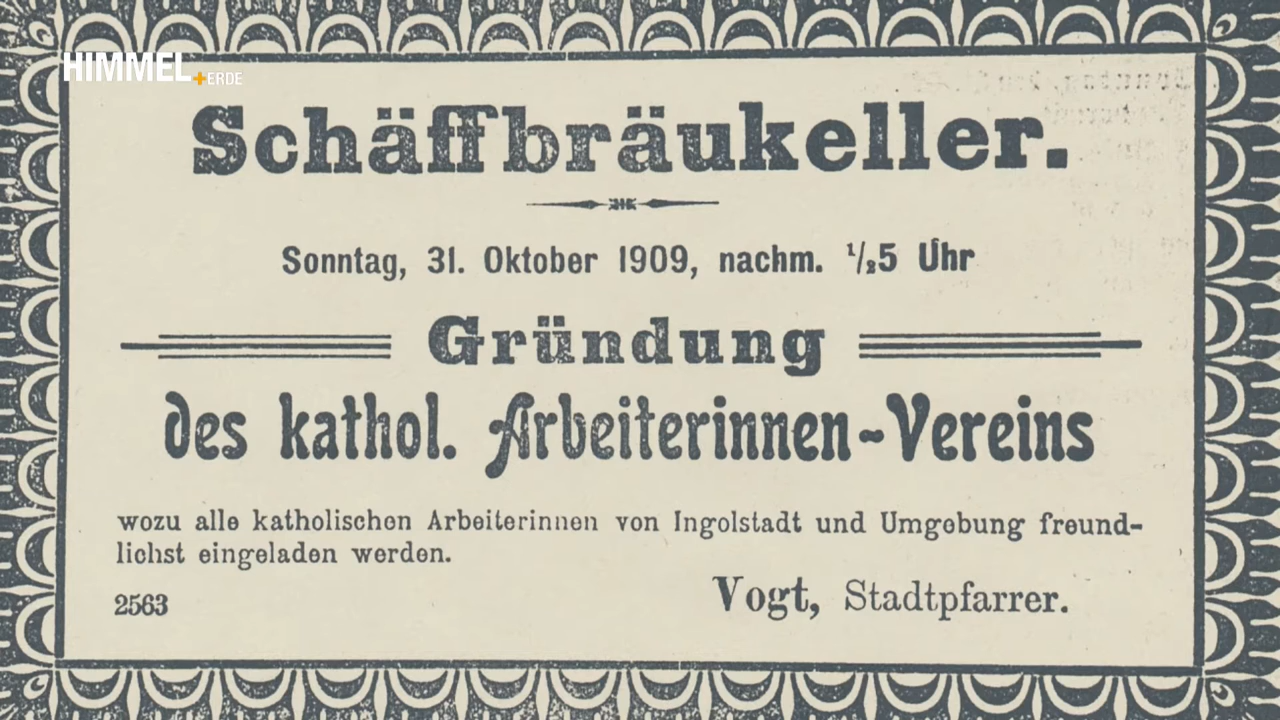 HIMMEL+ERDE
Schäffbräukeller.
Sonntag, 31. Oktober 1909, nachm. 1/25 Uhr
Gründung
des kathol. Arbeiterinnen-Vereins
wozu alle katholischen Arbeiterinnen von Ingolstadt und Umgebung freund-
lichst eingeladen werden.
2563
Vogt, Stadtpfarrer.